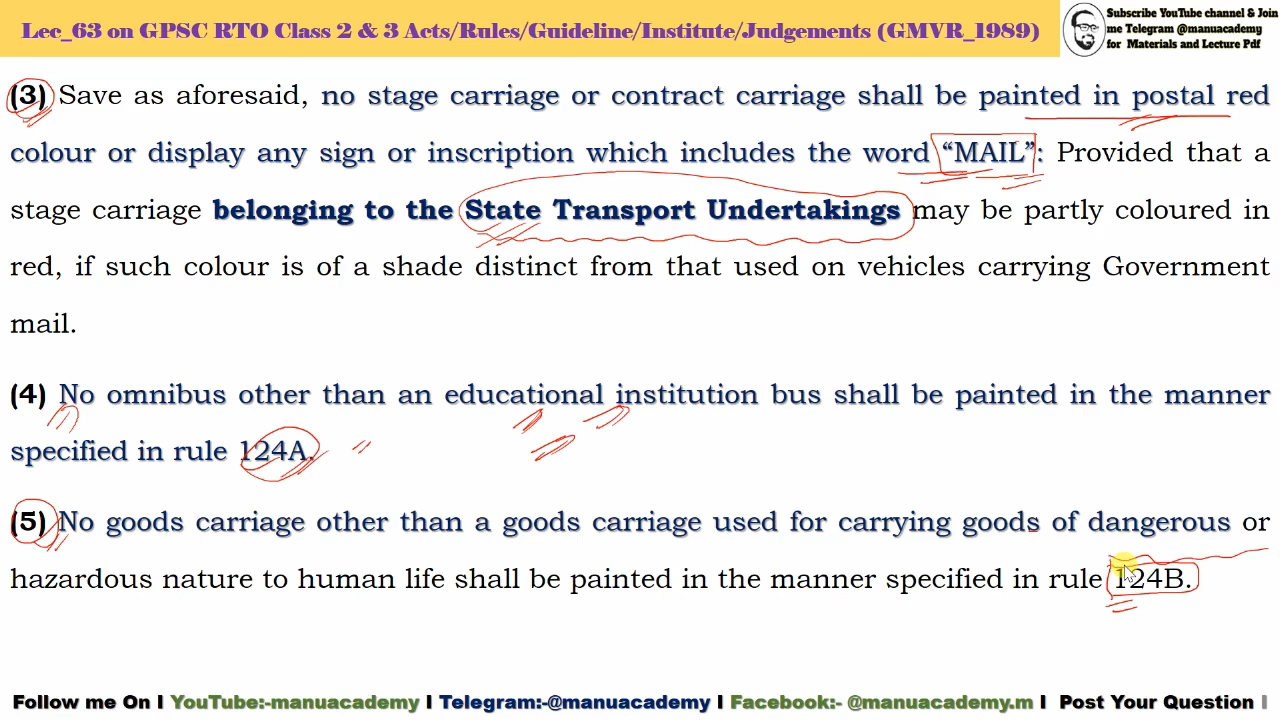 Lec_63 on GPSC RTO Class 2 & 3 Acts/Rules/Guideline/Institute/Judgements (GMVR_1989)
Subscribe YouTube channel & Join
me Telegram @manuacademy
for Materials and Lecture Pdf
(3) Save as aforesaid, no stage carriage or contract carriage shall be painted in postal red
colour or display any sign or inscription which includes the word “MAIL”: Provided that a
stage carriage belonging to the State Transport Undertakings may be partly coloured in
red, if such colour is of a shade distinct from that used on vehicles carrying Government
mail.
(4) No omnibus other than an educational institution bus shall be painted in the manner
specified in rule 124A.
(5) No goods carriage other than a goods carriage used for carrying goods of dangerous or
hazardous nature to human life shall be painted in the manner specified in rule 124B.
Follow me On I YouTube:-manuacademy I Telegram:-@manuacademy I Facebook:- @manuacademy.m I Post Your Question I